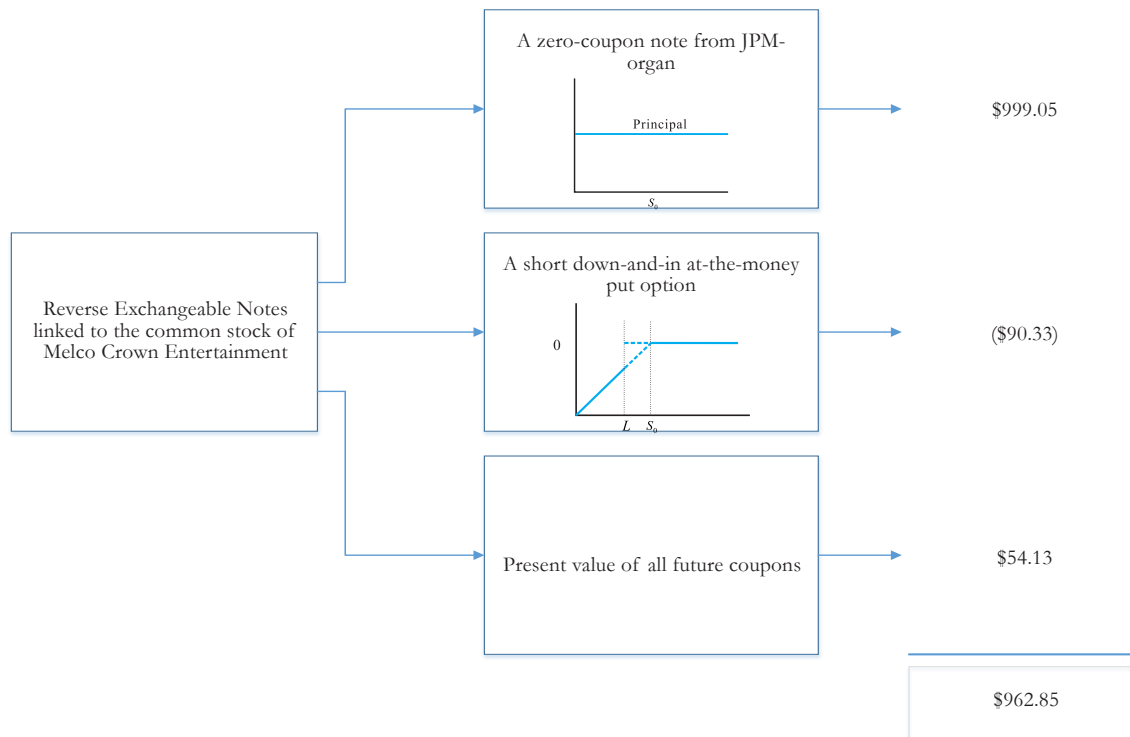 A zero-coupon note from JPM-
organ
Principal
S₀
$999.05
Reverse Exchangeable Notes
linked to the common stock of
Melco Crown Entertainment
A short down-and-in at-the-money
put option
0
L S₀
($90.33)
Present value of all future coupons
$54.13
$962.85